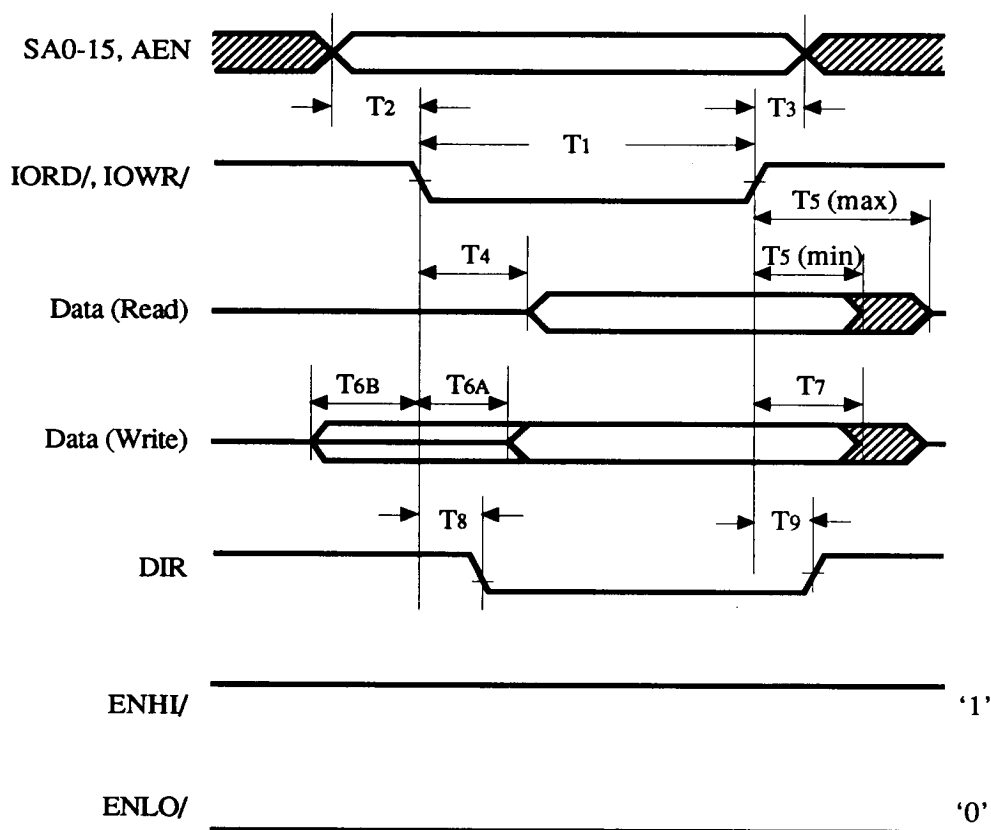 SA0-15, AEN
T2
T3
T1
IORD/, IOWR/
T5 (max)
T4
T5 (min)
Data (Read)
T6B
T6A
T7
Data (Write)
T8
T9
DIR
ENHI/
‘1’
ENLO/
‘0’